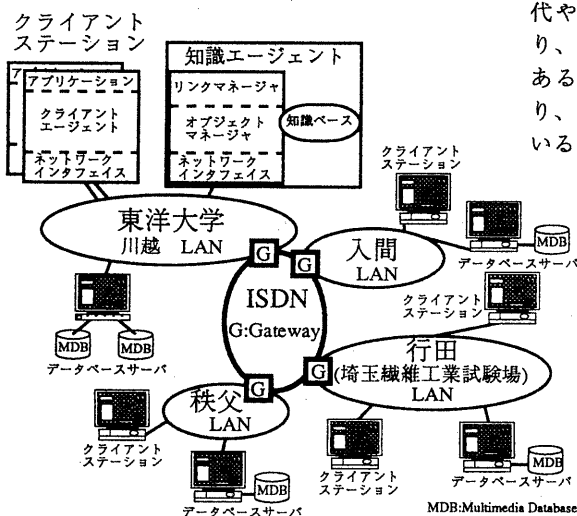 クライアント
ステーション
アプリケーション
クライアント
エージェント
ネットワーク
インタフェイス
知識エージェント
リンクマネージャ
オブジェクト
マネージャ
知識ベース
ネットワーク
インタフェイス
代や
り、
ある
り、
いる
東洋大学
川越 LAN
G
G
入間
LAN
クライアント
ステーション
MDB
データベースサーバ
ISDN
G:Gateway
MDB
MDB
データベースサーバ
クライアント
ステーション
G
行田
(埼玉繊維工業試験場)
LAN
G
秩父
LAN
クライアント
ステーション
MDB
データベースサーバ
クライアント
ステーション
MDB
データベースサーバ
MDB:Multimedia Database